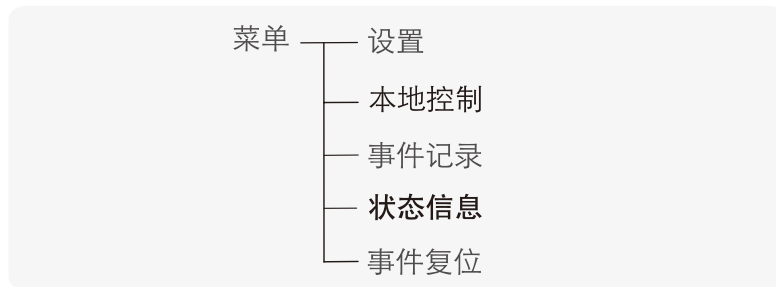 菜单 设置
本地控制
事件记录
状态信息
事件复位